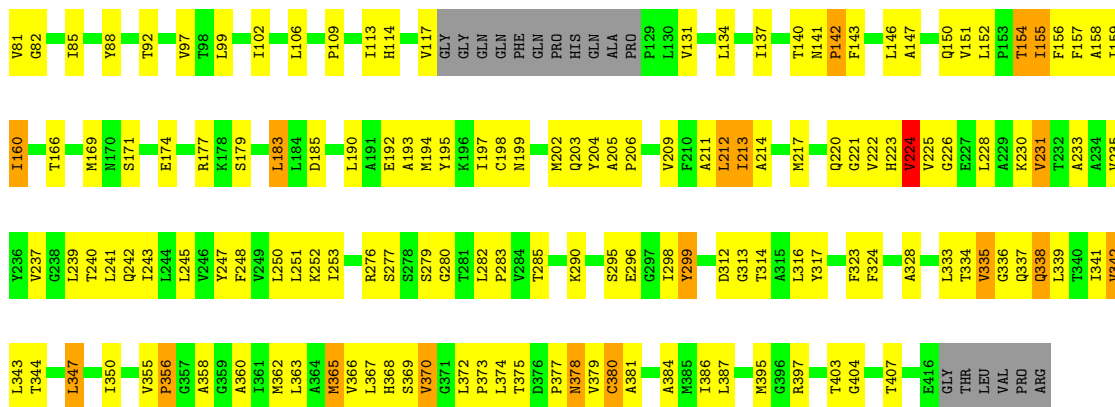 V81 G82 I85 Y88 T92 V97 T98 L99 I102 L106 P109 I113 H114 V117 GLY GLY GLN GLN PHE GLN PRO HIS GLN ALA PRO P129 L130 V131 L134 I137 T140 N141 P142 F143 L146 A147 Q150 V151 L152 P153 T154 I155 F156 F157 A158
I160 T166 M169 N170 S171 E174 R177 K178 S179 L183 L184 D185 L190 A191 E192 A193 M194 Y195 K196 I197 C198 N199 M202 Q203 Y204 A205 P206 V209 F210 A211 L212 I213 A214 M217 Q220 G221 V222 H223 V224 V225 G226 E227 L228 A229 K230 V231 T232 A233 A234
Y236 V237 G238 L239 T240 L241 Q242 I243 L244 L245 V246 Y247 F248 V249 L250 L251 K252 I253 R276 S277 S278 S279 G280 T281 L282 P283 V284 T285 K290 S295 E296 G297 I298 Y299 D312 G313 T314 A315 L316 Y317 F323 F324 A328 L333 T334 V335 G336 Q337 Q338 L339 T340 I341
L343 T344 L347 I350 V355 P356 G357 A358 G359 A360 I361 M362 L363 A364 M365 V366 L367 H368 S369 V370 G371 L372 P373 L374 T375 D376 P377 N378 V379 C380 A381 A384 M385 I386 L387 M395 G396 R397 T403 G404 T407 E416 GLY THR LEU VAL PRO ARG